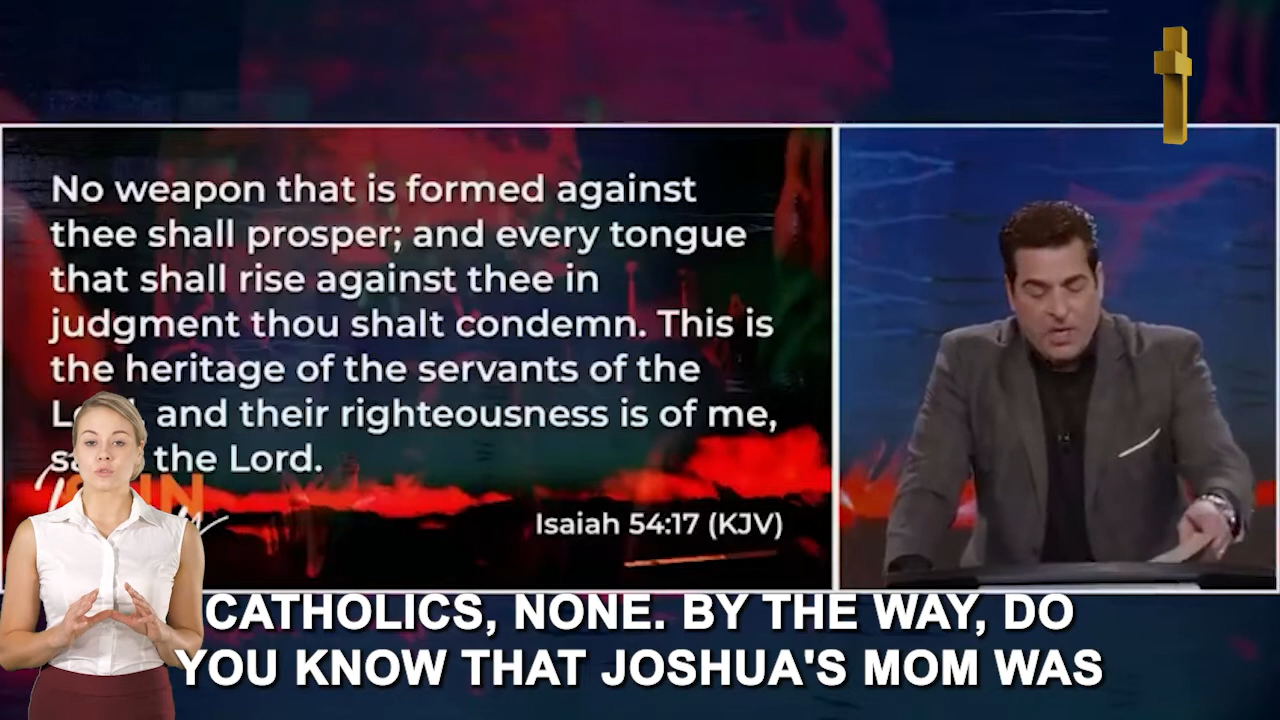 No weapon that is formed against
thee shall prosper; and every tongue
that shall rise against thee in
judgment thou shalt condemn. This is
the heritage of the servants of the
and their righteousness is of me,
the Lord.
Isaiah 54:17 (KJV)
CATHOLICS, NONE. BY THE WAY, DO
YOU KNOW THAT JOSHUA'S MOM WAS